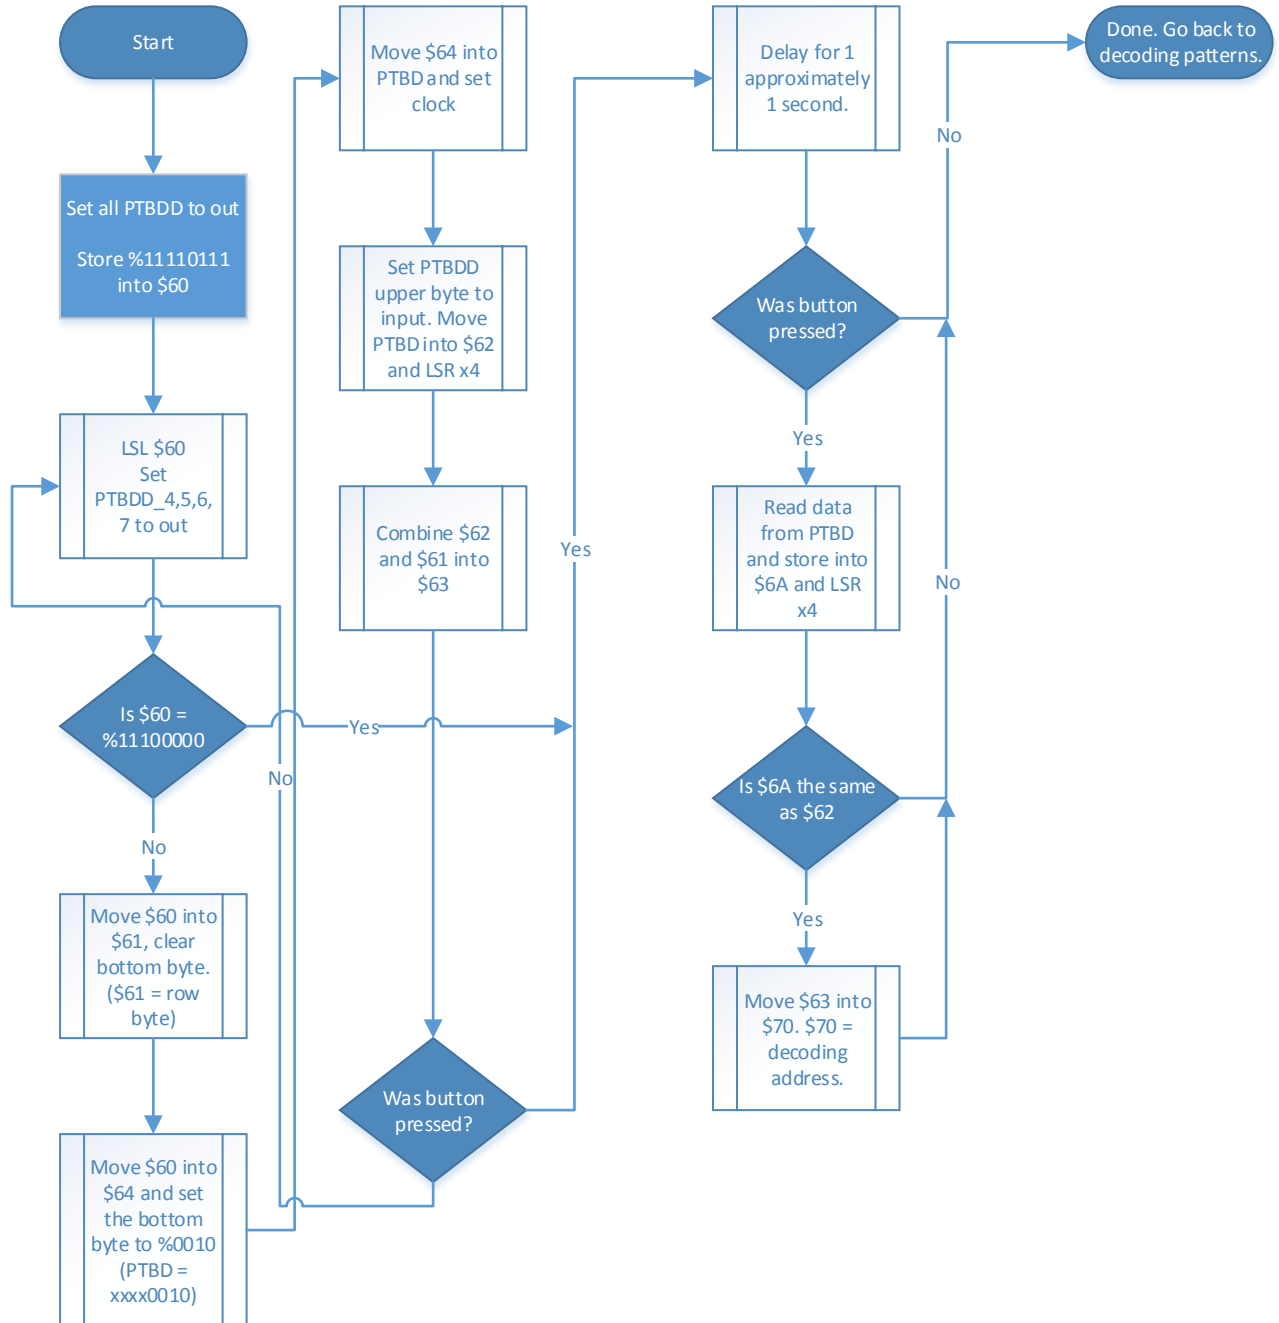 Start
Set all PTBDD to out
Store %11110111
into $60
LSL $60
Set
PTBDD_4,5,6,
7 to out
Is $60 =
%11100000
Yes
No
No
Move $60 into
$61, clear
bottom byte.
($61 = row
byte)
Move $60 into
$64 and set
the bottom
byte to %0010
(PTBD =
xxxx0010)
Move $64 into
PTBD and set
clock
Set PTBDD
upper byte to
input. Move
PTBD into $62
and LSR x4
Combine $62
and $61 into
$63
Was button
pressed?
Yes
Delay for 1
approximately
1 second.
Was button
pressed?
No
Yes
Read data
from PTBD
and store into
$6A and LSR
x4
Is $6A the same
as $62
No
Yes
Move $63 into
$70. $70 =
decoding
address.
Done. Go back to
decoding patterns.